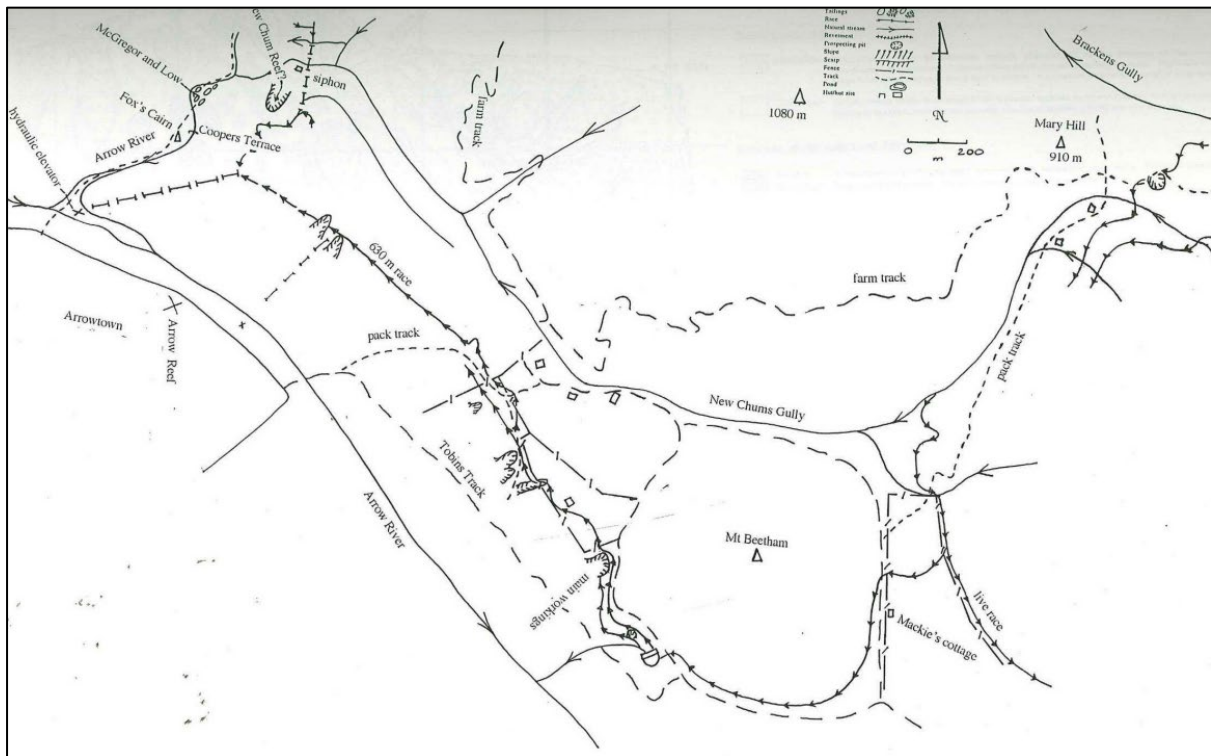 Tailings
Race
Natural stream
Revetment
Prospecting pit
Slope
Scarp
Fence
Track
Pond
Hut/hut site
N
0 200
m
Brackens Gully
1080 m
Mary Hill
910 m
McGregor and Low
New Chum Reef?
siphon
Fox's Cairn
Coopers Terrace
Arrow River
hydraulic elevator
farm track
630 m race
farm track
Arrowtown
Arrow Reef
pack track
pack track
New Chums Gully
Tobins Track
Arrow River
Mt Beetham
main workings
live race
Mackie's cottage